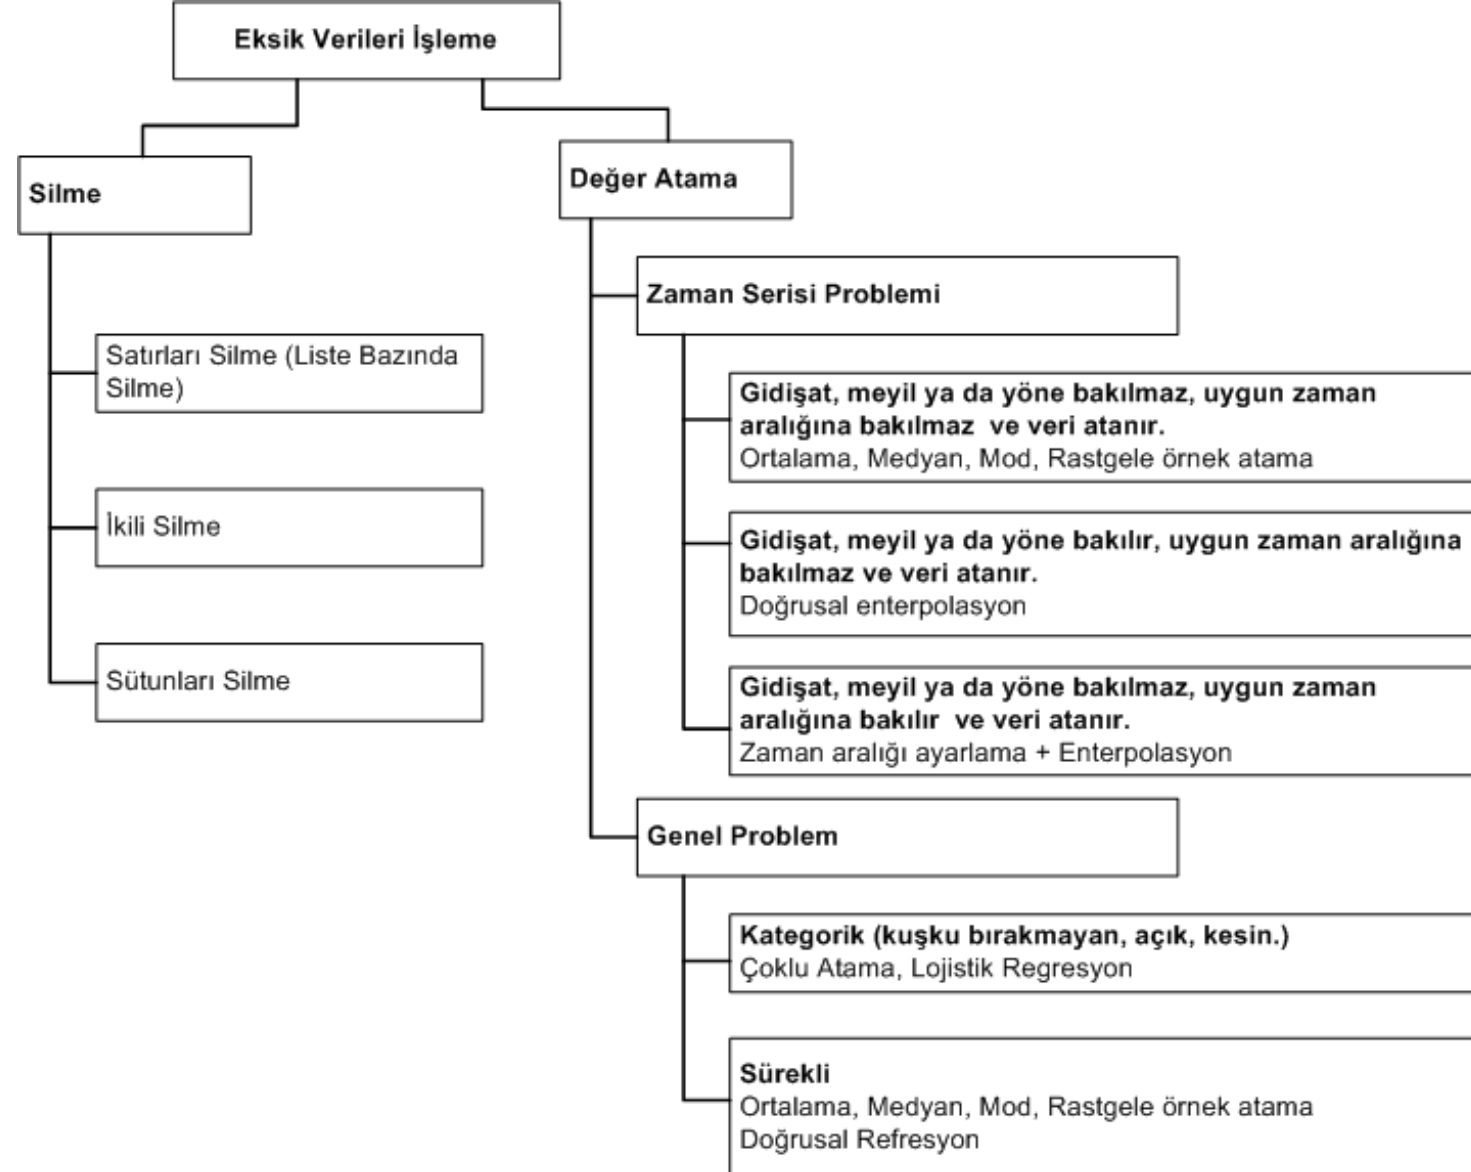 Eksik Verileri İşleme
Silme
Değer Atama
Satırları Silme (Liste Bazında
Silme)
İkili Silme
Sütunları Silme
Zaman Serisi Problemi
Gidişat, meyil ya da yöne bakılmaz, uygun zaman
aralığına bakılmaz ve veri atanır.
Ortalama, Medyan, Mod, Rastgele örnek atama
Gidişat, meyil ya da yöne bakılır, uygun zaman aralığına
bakılmaz ve veri atanır.
Doğrusal enterpolasyon
Gidişat, meyil ya da yöne bakılmaz, uygun zaman
aralığına bakılır ve veri atanır.
Zaman aralığı ayarlama + Enterpolasyon
Genel Problem
Kategorik (kuşku bırakmayan, açık, kesin.)
Çoklu Atama, Lojistik Regresyon
Sürekli
Ortalama, Medyan, Mod, Rastgele örnek atama
Doğrusal Refresyon